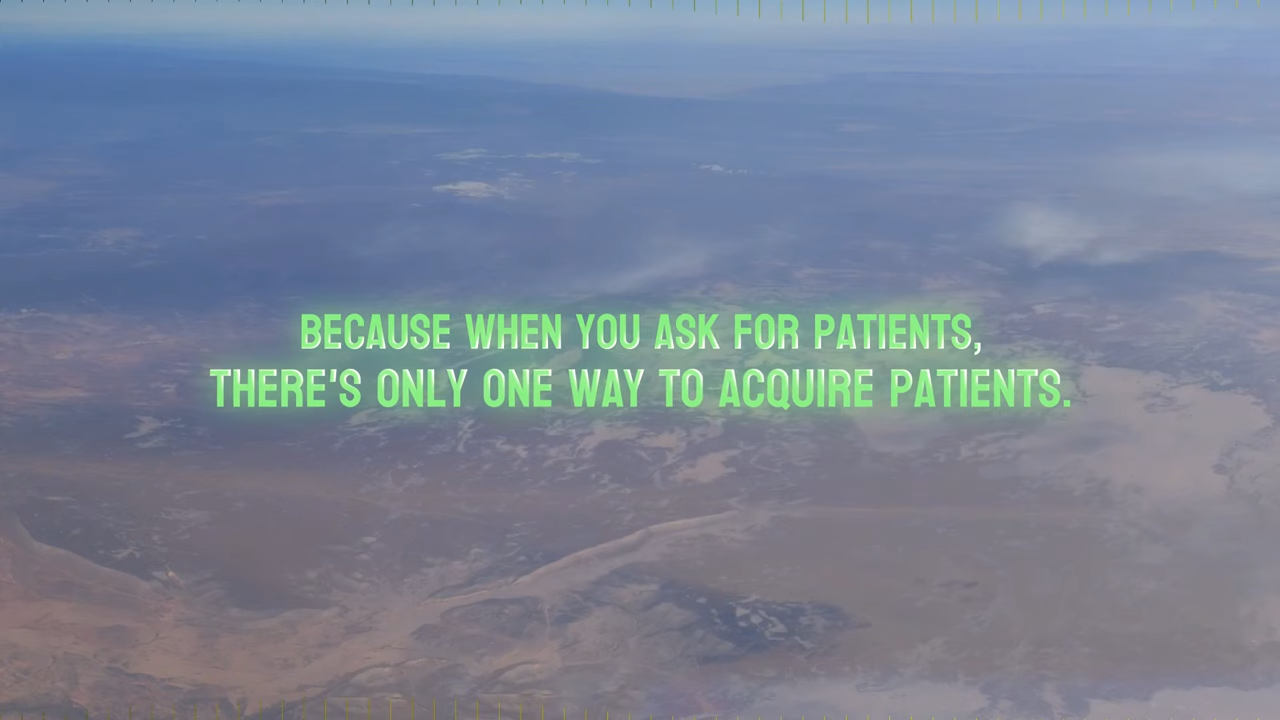 BECAUSE WHEN YOU ASK FOR PATIENTS,
THERE'S ONLY ONE WAY TO ACQUIRE PATIENTS.